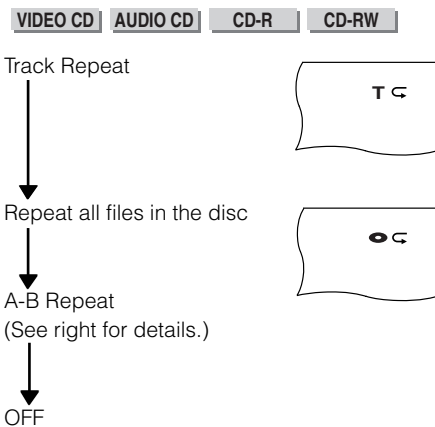 VIDEO CD AUDIO CD CD-R CD-RW
Track Repeat
T
Repeat all files in the disc
A-B Repeat
(See right for details.)
OFF